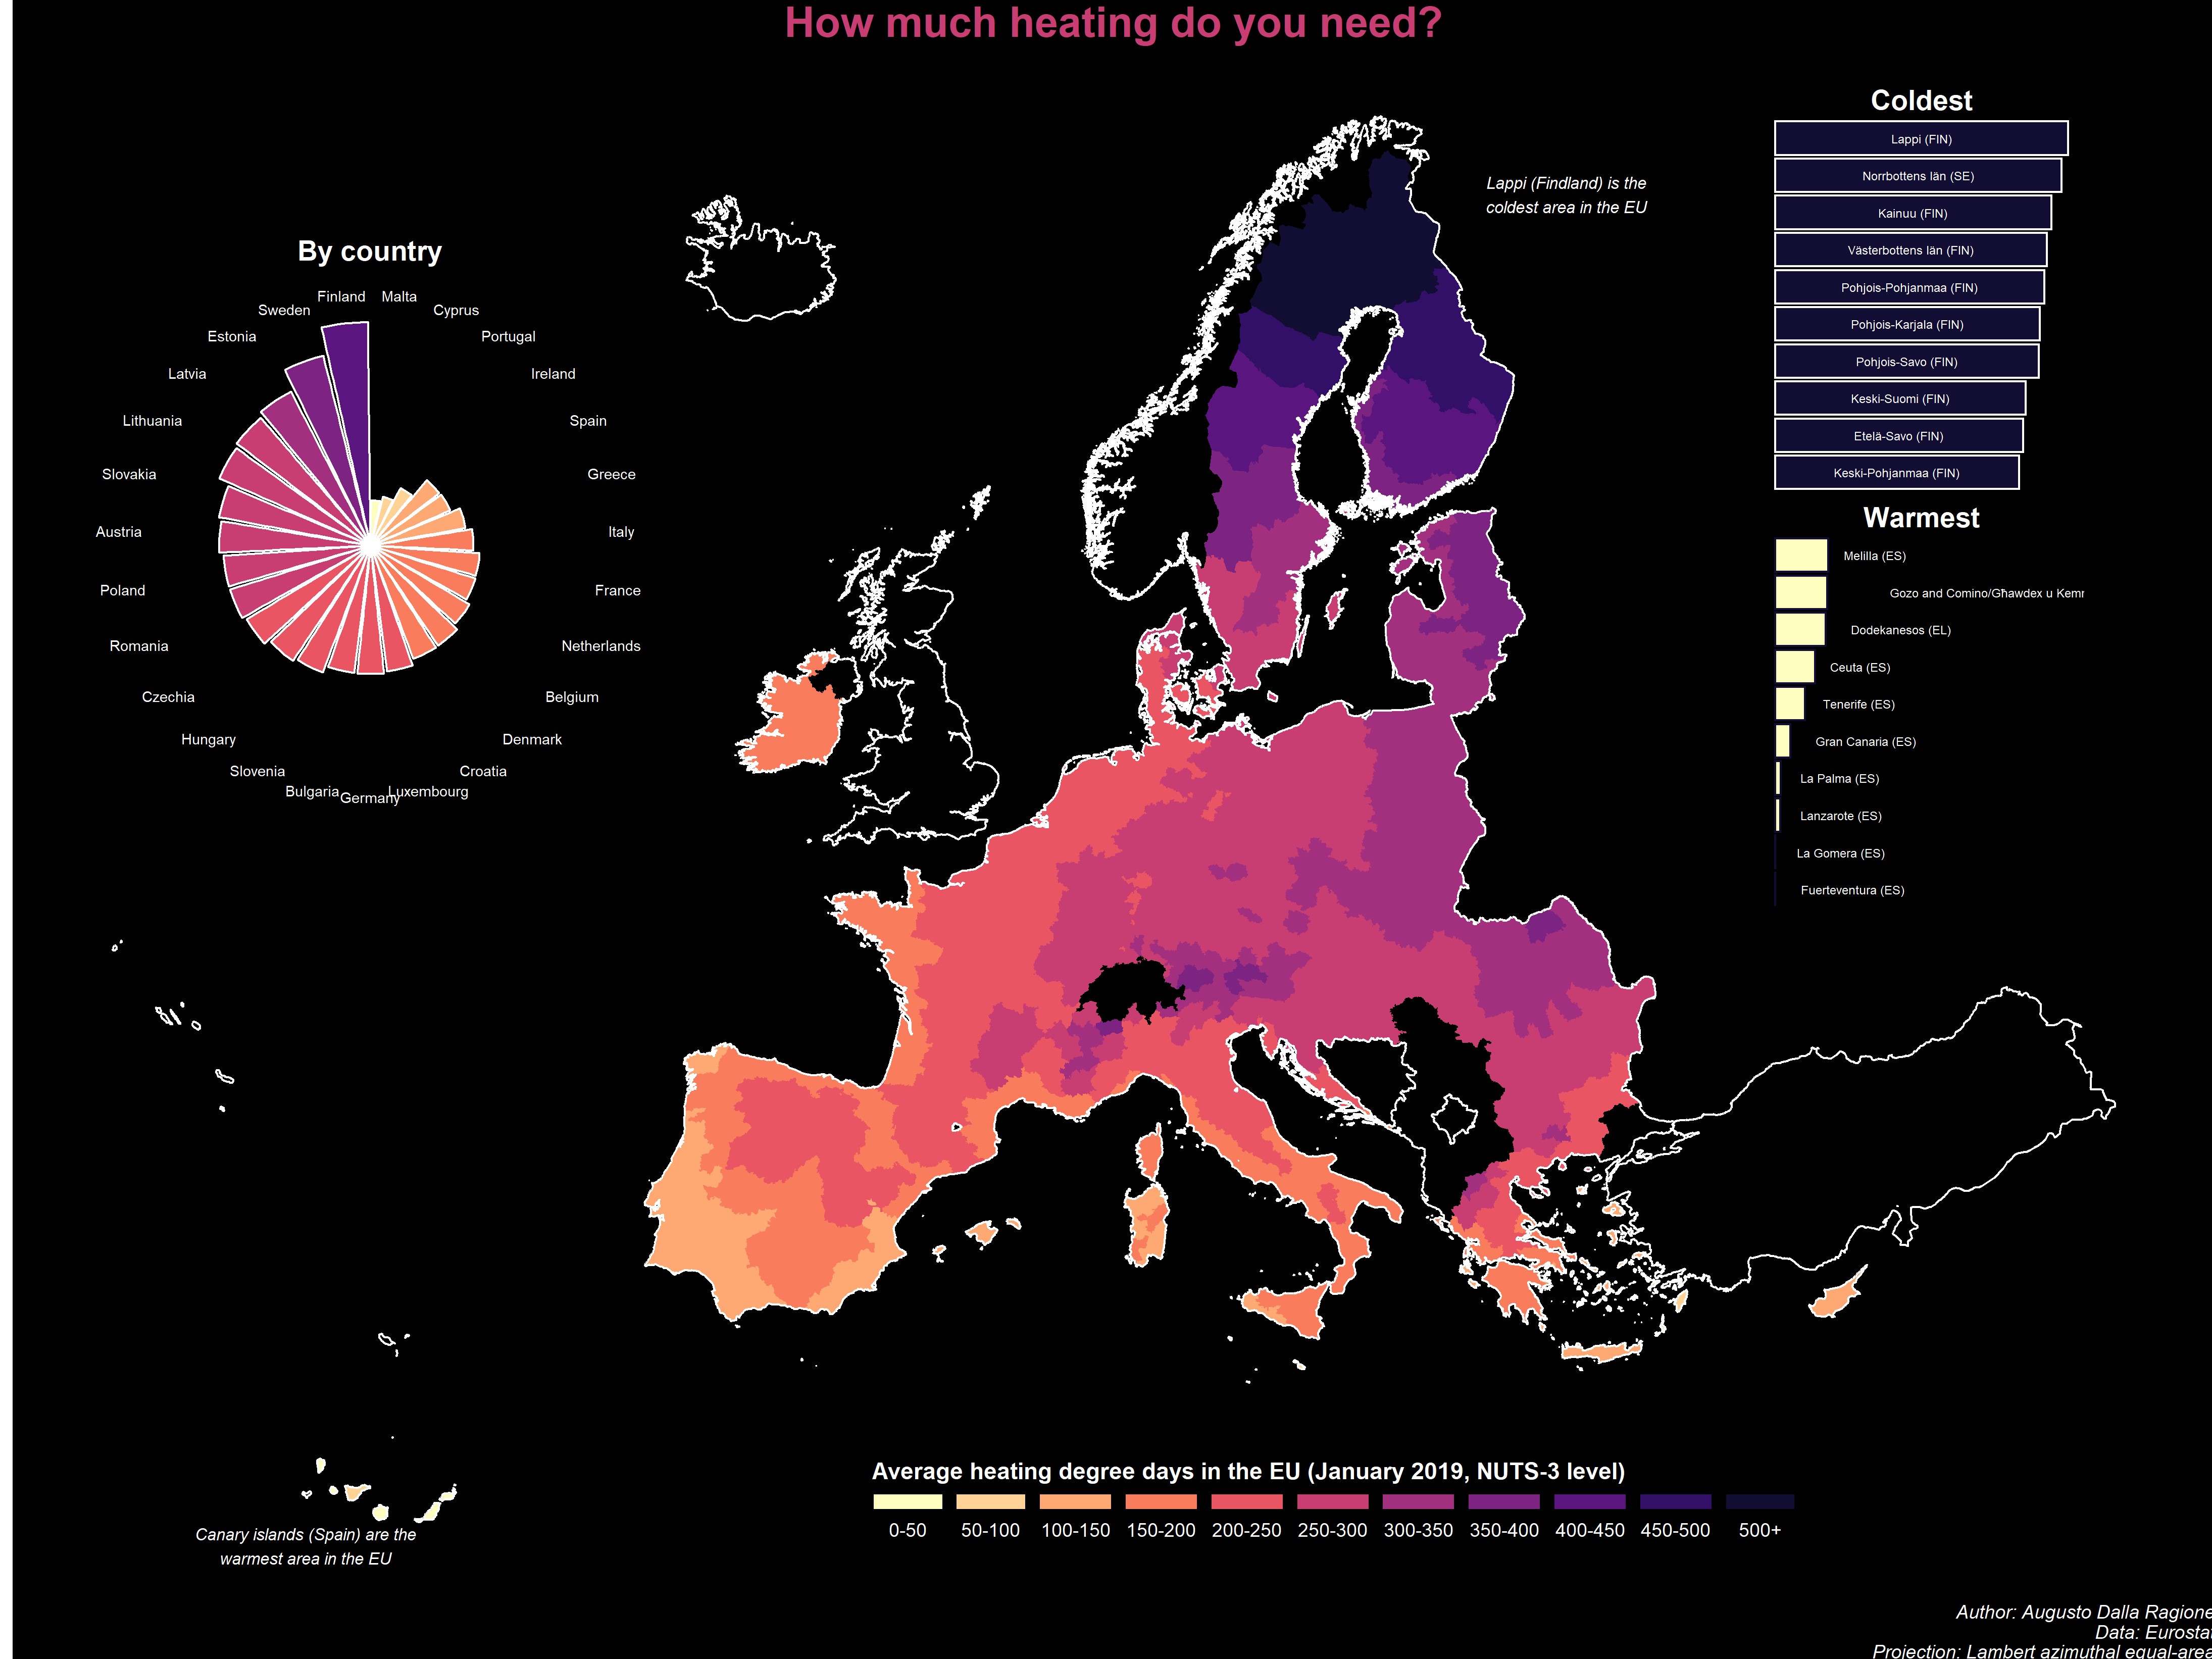 How much heating do you need?
By country
Finland
Malta
Sweden
Cyprus
Estonia
Portugal
Latvia
Ireland
Lithuania
Spain
Slovakia
Greece
Austria
Italy
Poland
France
Romania
Netherlands
Czechia
Belgium
Hungary
Denmark
Slovenia
Croatia
Bulgaria
Germany
Luxembourg
Lappi (Findland) is the
coldest area in the EU
Coldest
Lappi (FIN)
Norrbottens län (SE)
Kainuu (FIN)
Västerbottens län (FIN)
Pohjois-Pohjanmaa (FIN)
Pohjois-Karjala (FIN)
Pohjois-Savo (FIN)
Keski-Suomi (FIN)
Etelä-Savo (FIN)
Keski-Pohjanmaa (FIN)
Warmest
Melilla (ES)
Gozo and Comino/Għawdex u Kemm
Dodekanesos (EL)
Ceuta (ES)
Tenerife (ES)
Gran Canaria (ES)
La Palma (ES)
Lanzarote (ES)
La Gomera (ES)
Fuerteventura (ES)
Canary islands (Spain) are the
warmest area in the EU
Average heating degree days in the EU (January 2019, NUTS-3 level)
0-50 50-100 100-150 150-200 200-250 250-300 300-350 350-400 400-450 450-500 500+
Author: Augusto Dalla Ragione
Data: Eurostat
Projection: Lambert azimuthal equal-area